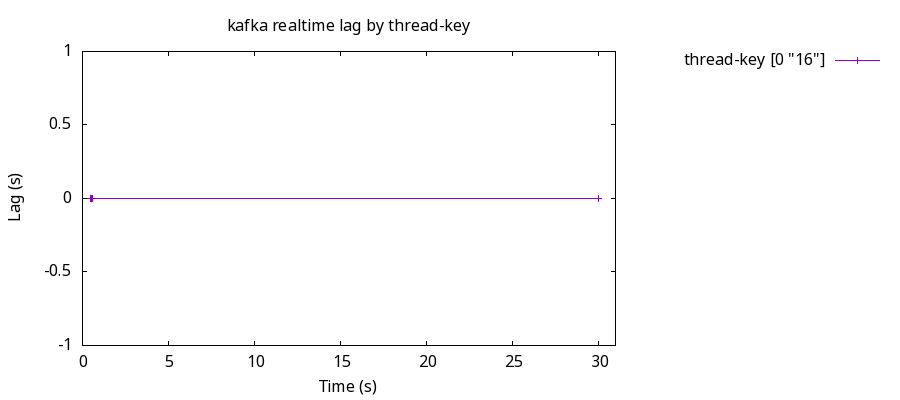 kafka realtime lag by thread-key
thread-key [0 "16"]
1
0.5
0
-0.5
-1
Lag (s)
0 5 10 15 20 25 30
Time (s)